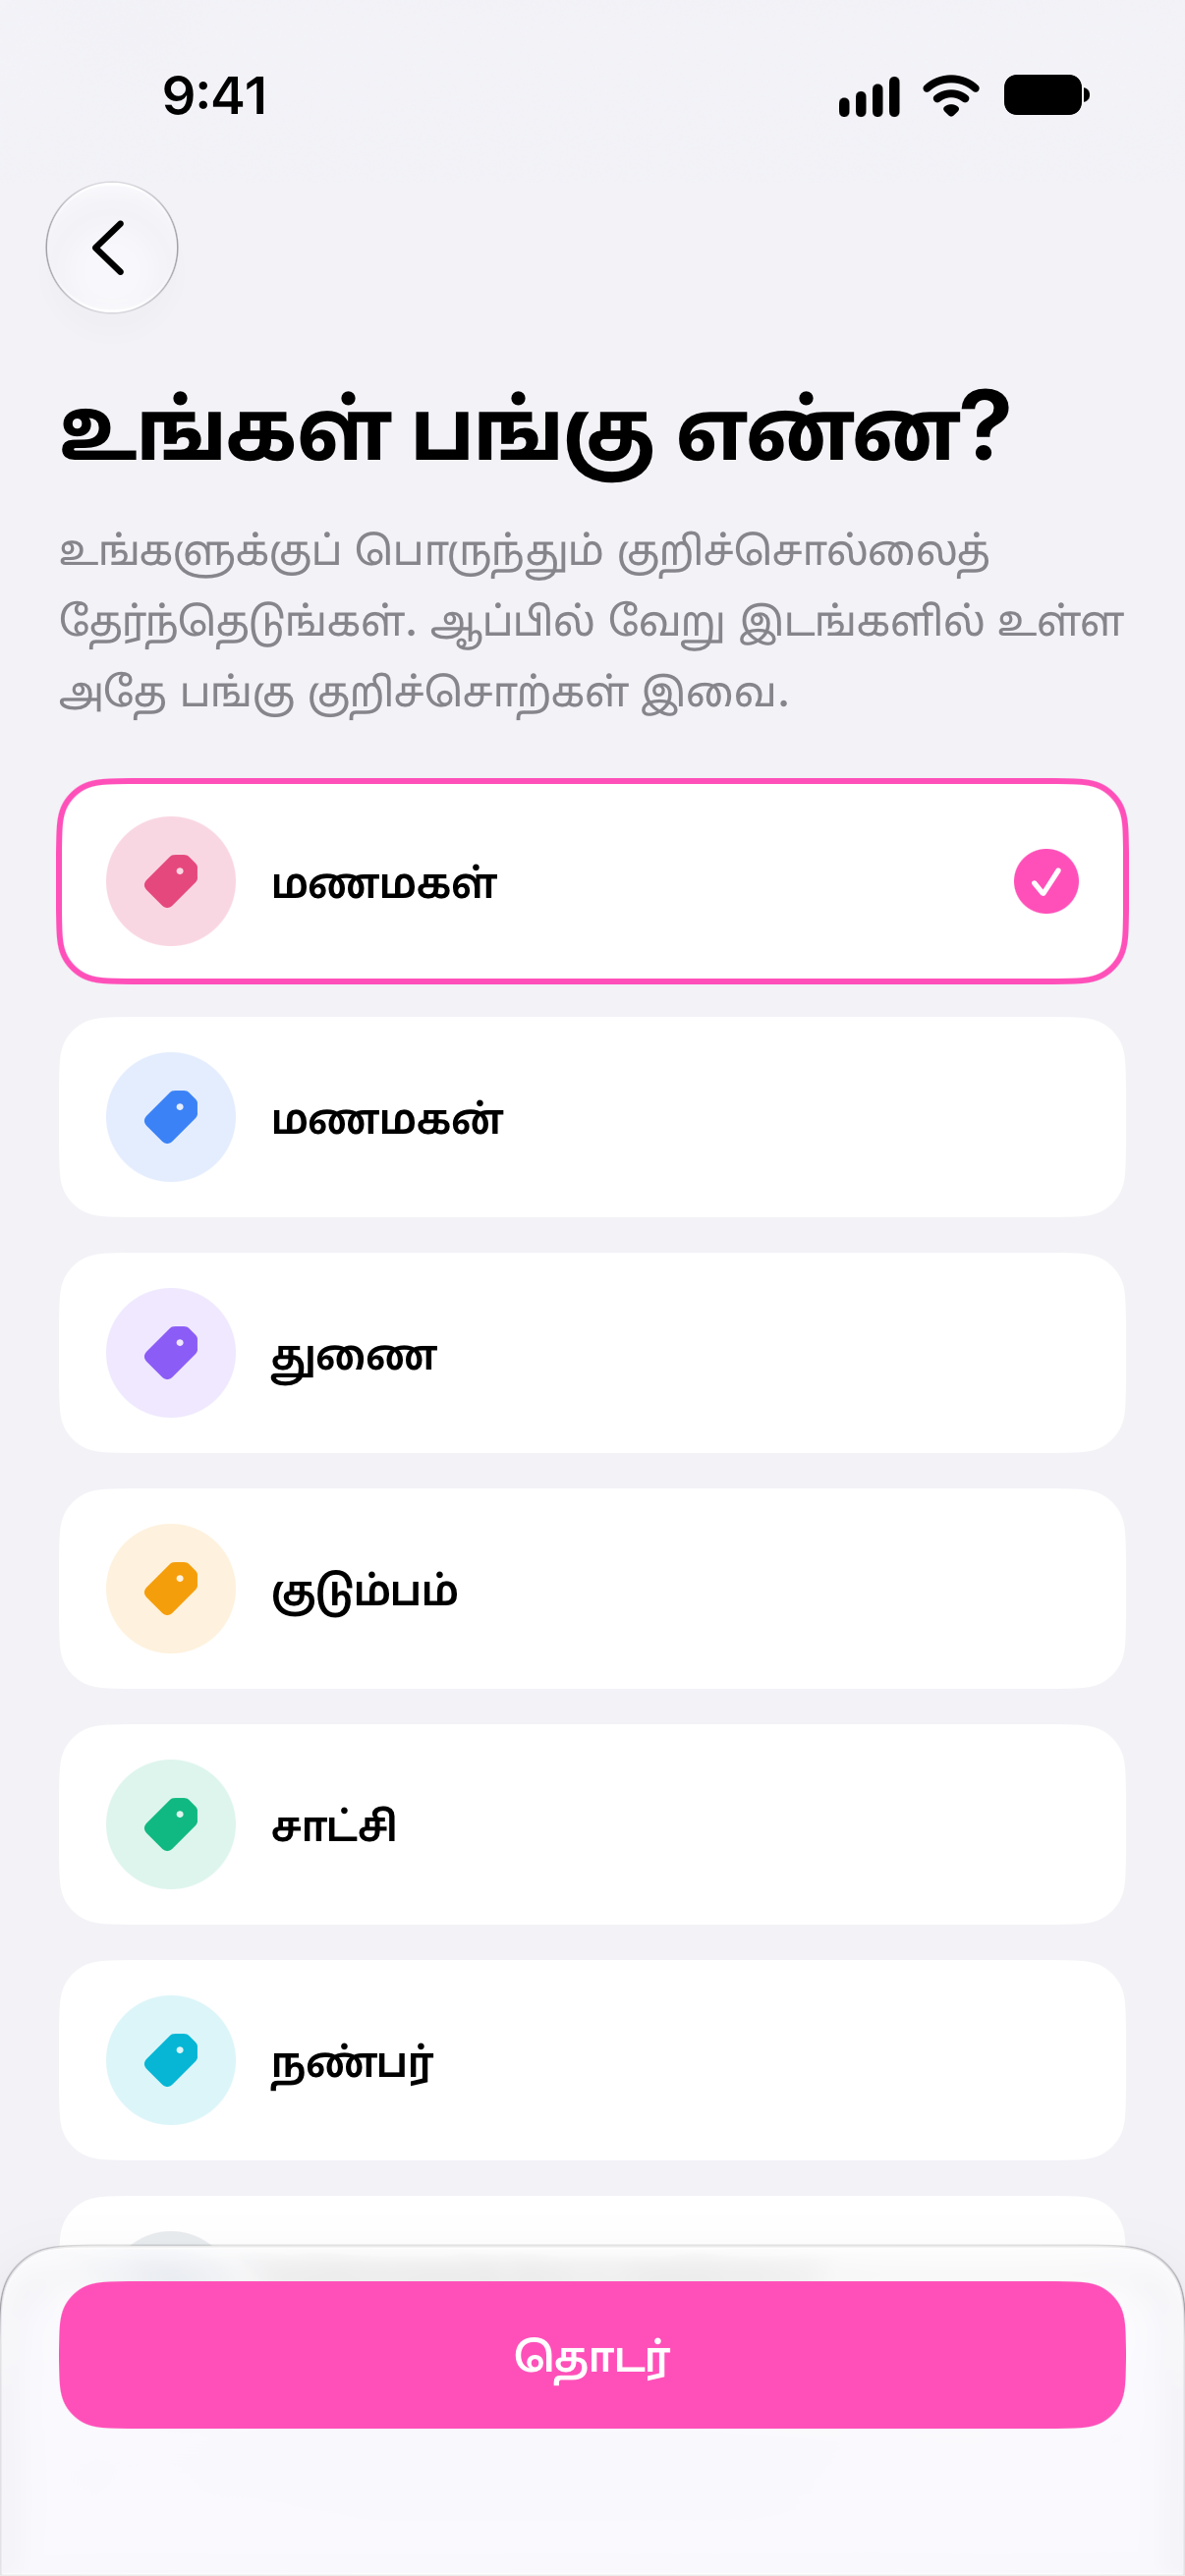 9:41
உங்கள் பங்கு என்ன?
உங்களுக்குப் பொருந்தும் குறிச்சொல்லைத்
தேர்ந்தெடுங்கள். ஆப்பில் வேறு இடங்களில் உள்ள
அதே பங்கு குறிச்சொற்கள் இவை.
மணமகள்
மணமகன்
துணை
குடும்பம்
சாட்சி
நண்பர்
தொடர்